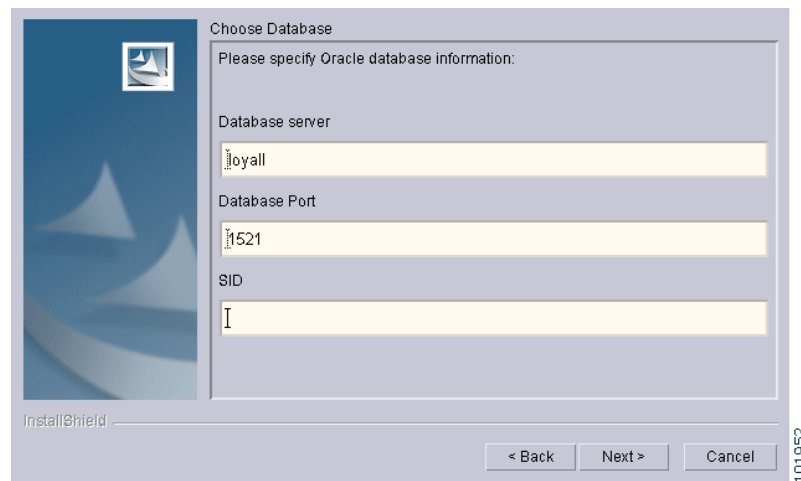 Choose Database
Please specify Oracle database information:
Database server
loyall
Database Port
1521
SID
InstallShield
< Back
Next >
Cancel
101952